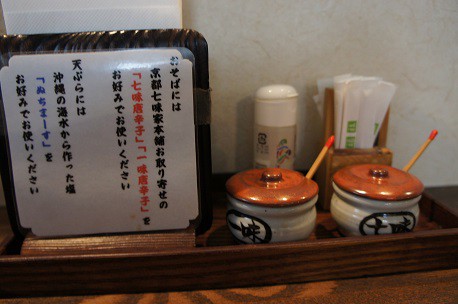 おそばには
京都七味家本舗お取り寄せの
「七味唐辛子」「一味唐辛子」を
お好みでお使いください
天ぷらには
沖縄の海水から作った塩
「ぬちまーす」を
お好みでお使いください
一味
七味